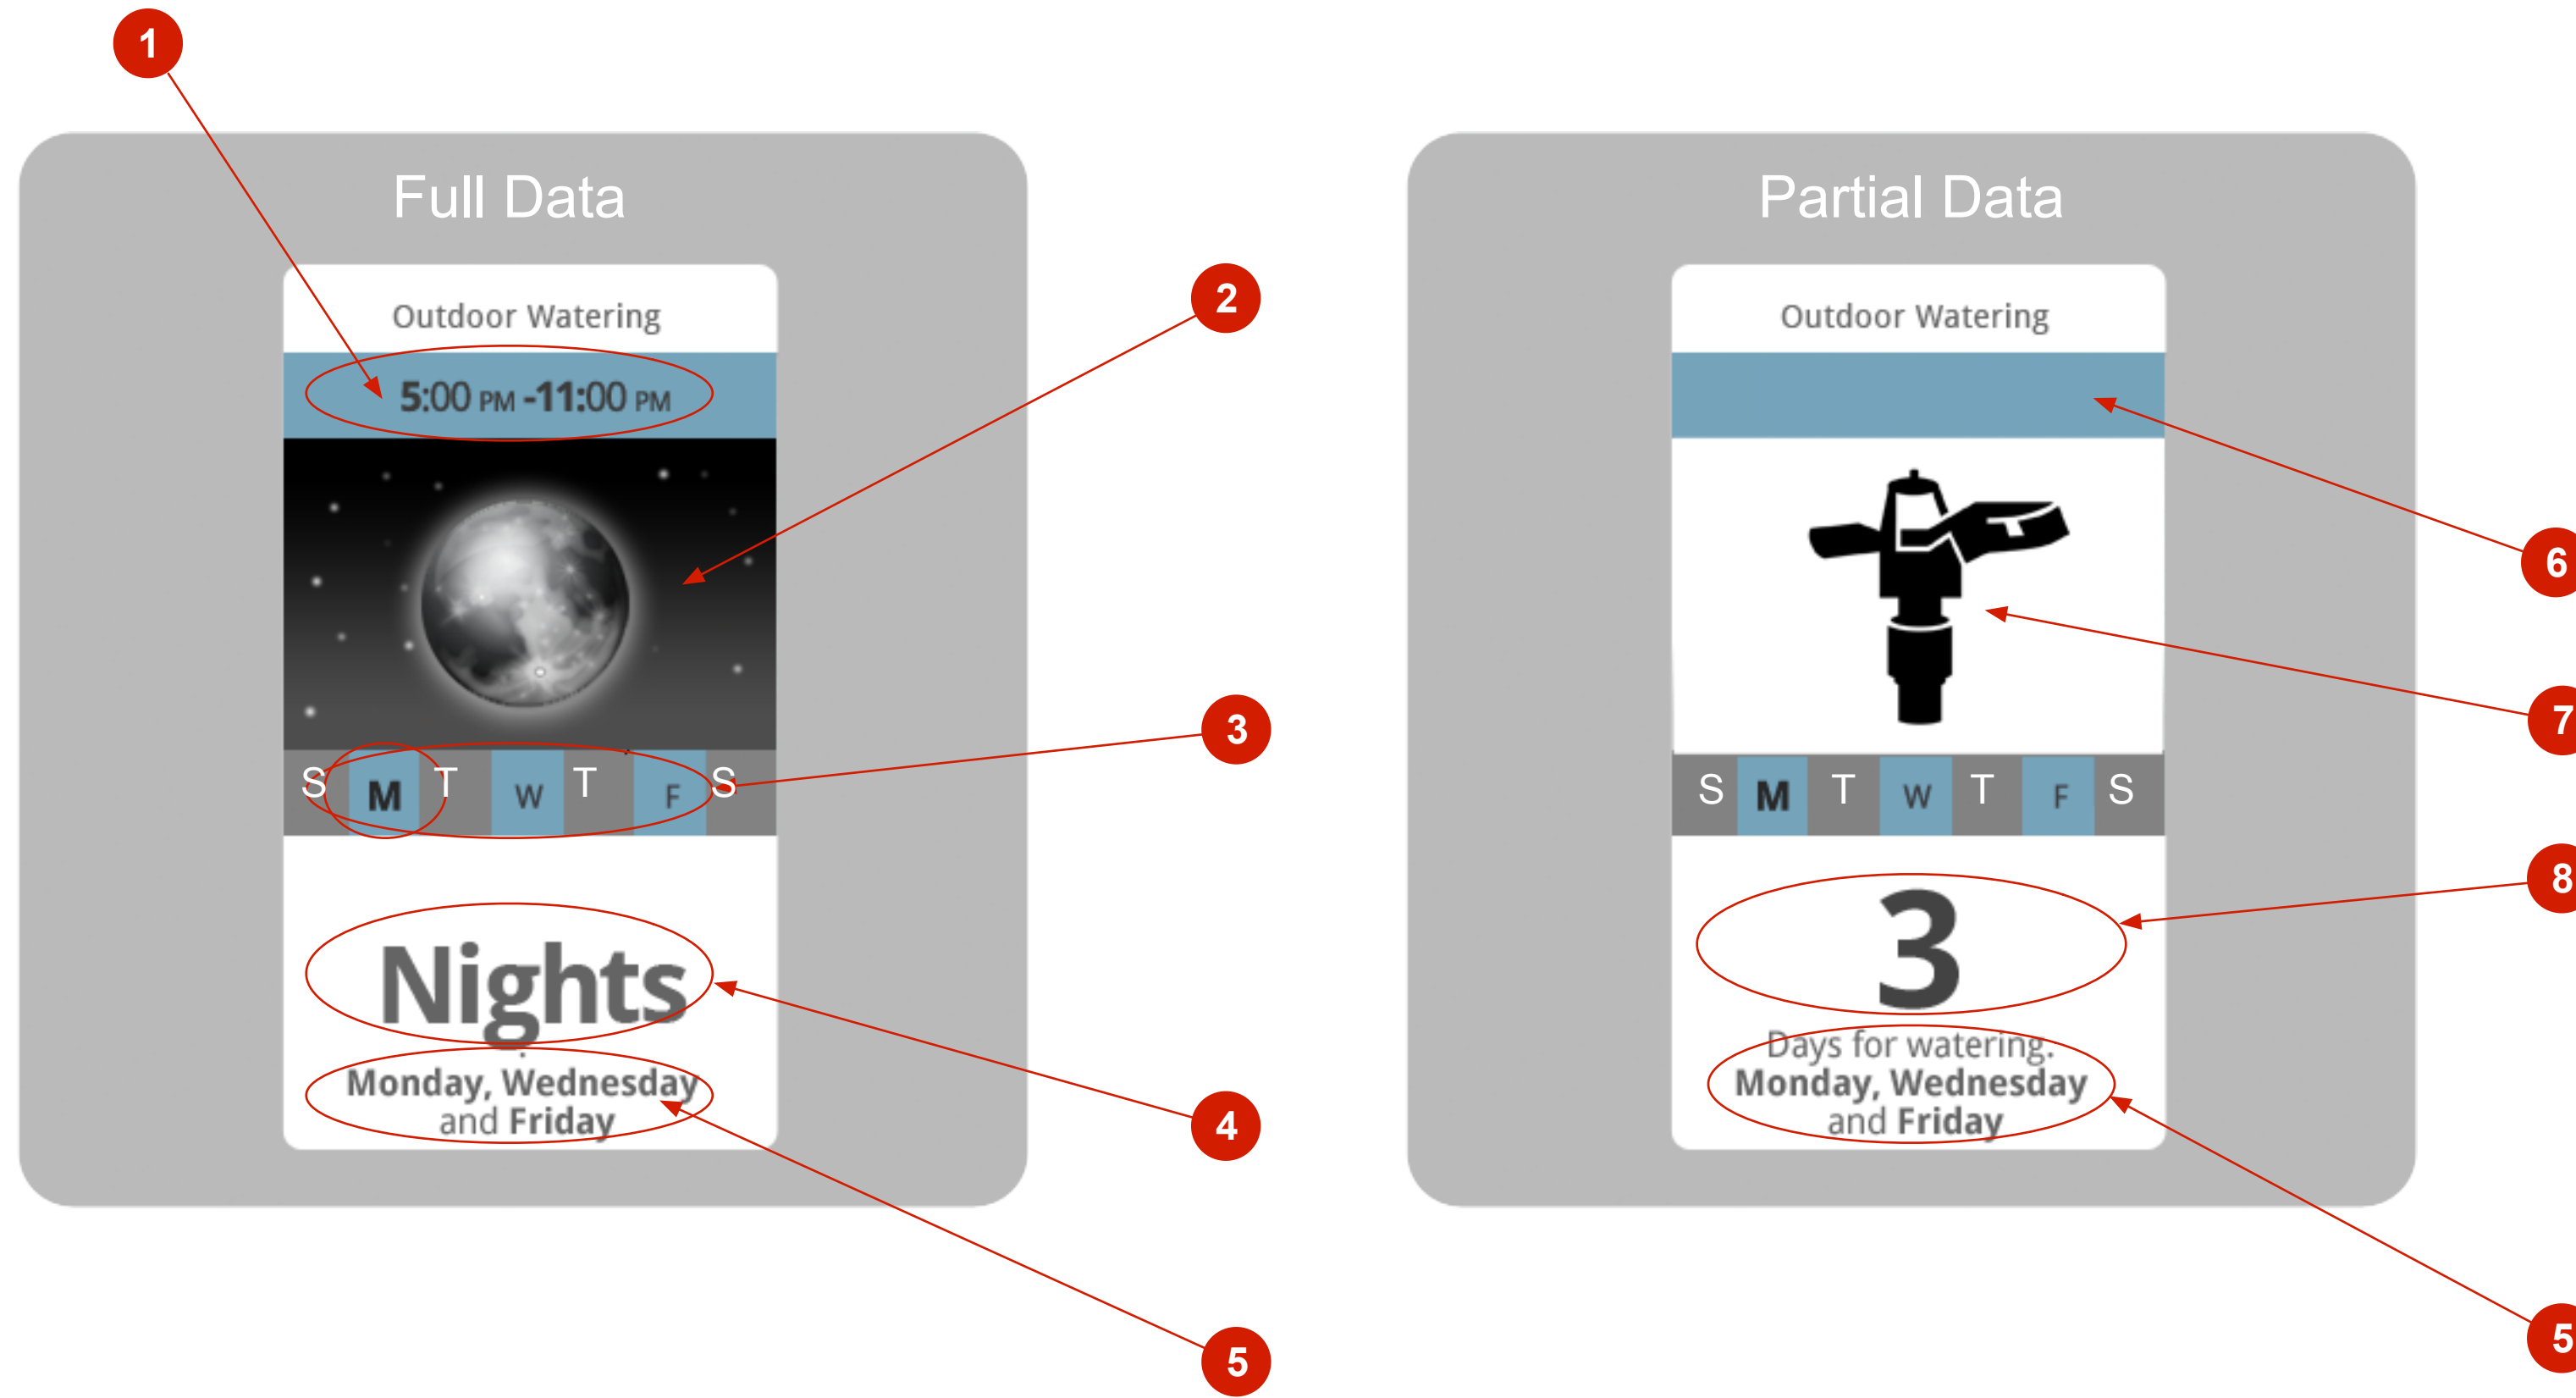 1
Full Data
Outdoor Watering
5:00 PM -11:00 PM
2
S M T W T F S
3
Nights
Monday, Wednesday
and Friday
4
5
Partial Data
Outdoor Watering
6
7
S M T W T F S
8
3
Days for watering.
Monday, Wednesday
and Friday
5